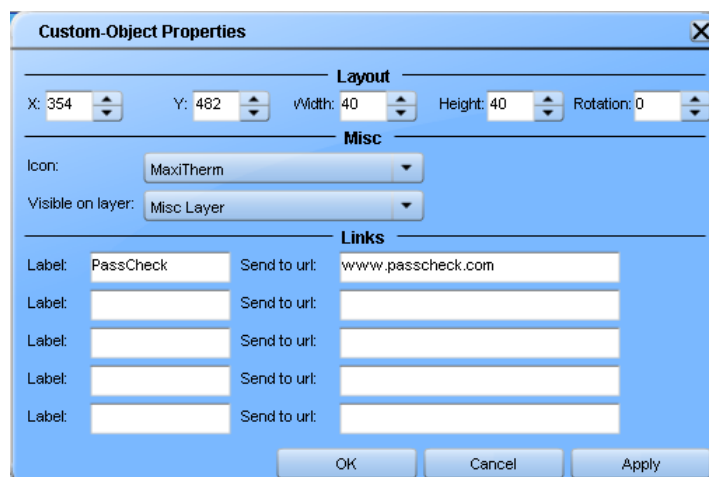 Custom-Object Properties
Layout
X: 354 Y: 482 Width: 40 Height: 40 Rotation: 0
Misc
Icon: MaxiTherm
Visible on layer: Misc Layer
Links
Label: PassCheck Send to url: www.passcheck.com
Label: Send to url:
Label: Send to url:
Label: Send to url:
Label: Send to url:
OK Cancel Apply